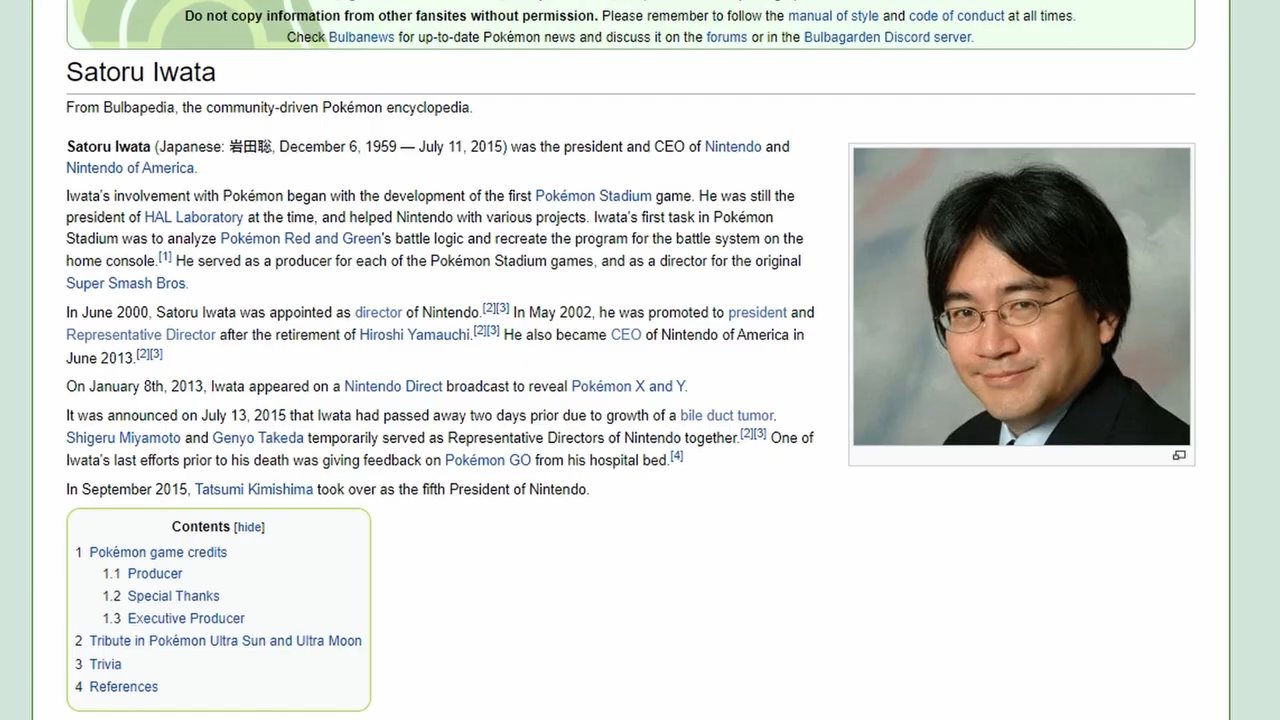 Do not copy information from other fansites without permission. Please remember to follow the manual of style and code of conduct at all times.
Check Bulbanews for up-to-date Pokémon news and discuss it on the forums or in the Bulbagarden Discord server.
Satoru Iwata
From Bulbapedia, the community-driven Pokémon encyclopedia.
Satoru Iwata (Japanese: 岩田聡, December 6, 1959 — July 11, 2015) was the president and CEO of Nintendo and
Nintendo of America.
Iwata's involvement with Pokémon began with the development of the first Pokémon Stadium game. He was still the
president of HAL Laboratory at the time, and helped Nintendo with various projects. Iwata's first task in Pokémon
Stadium was to analyze Pokémon Red and Green's battle logic and recreate the program for the battle system on the
home console.[1] He served as a producer for each of the Pokémon Stadium games, and as a director for the original
Super Smash Bros.
In June 2000, Satoru Iwata was appointed as director of Nintendo.[2][3] In May 2002, he was promoted to president and
Representative Director after the retirement of Hiroshi Yamauchi.[2][3] He also became CEO of Nintendo of America in
June 2013.[2][3]
On January 8th, 2013, Iwata appeared on a Nintendo Direct broadcast to reveal Pokémon X and Y.
It was announced on July 13, 2015 that Iwata had passed away two days prior due to growth of a bile duct tumor.
Shigeru Miyamoto and Genyo Takeda temporarily served as Representative Directors of Nintendo together.[2][3] One of
Iwata's last efforts prior to his death was giving feedback on Pokémon GO from his hospital bed.[4]
In September 2015, Tatsumi Kimishima took over as the fifth President of Nintendo.
Contents [hide]
1 Pokémon game credits
1.1 Producer
1.2 Special Thanks
1.3 Executive Producer
2 Tribute in Pokémon Ultra Sun and Ultra Moon
3 Trivia
4 References